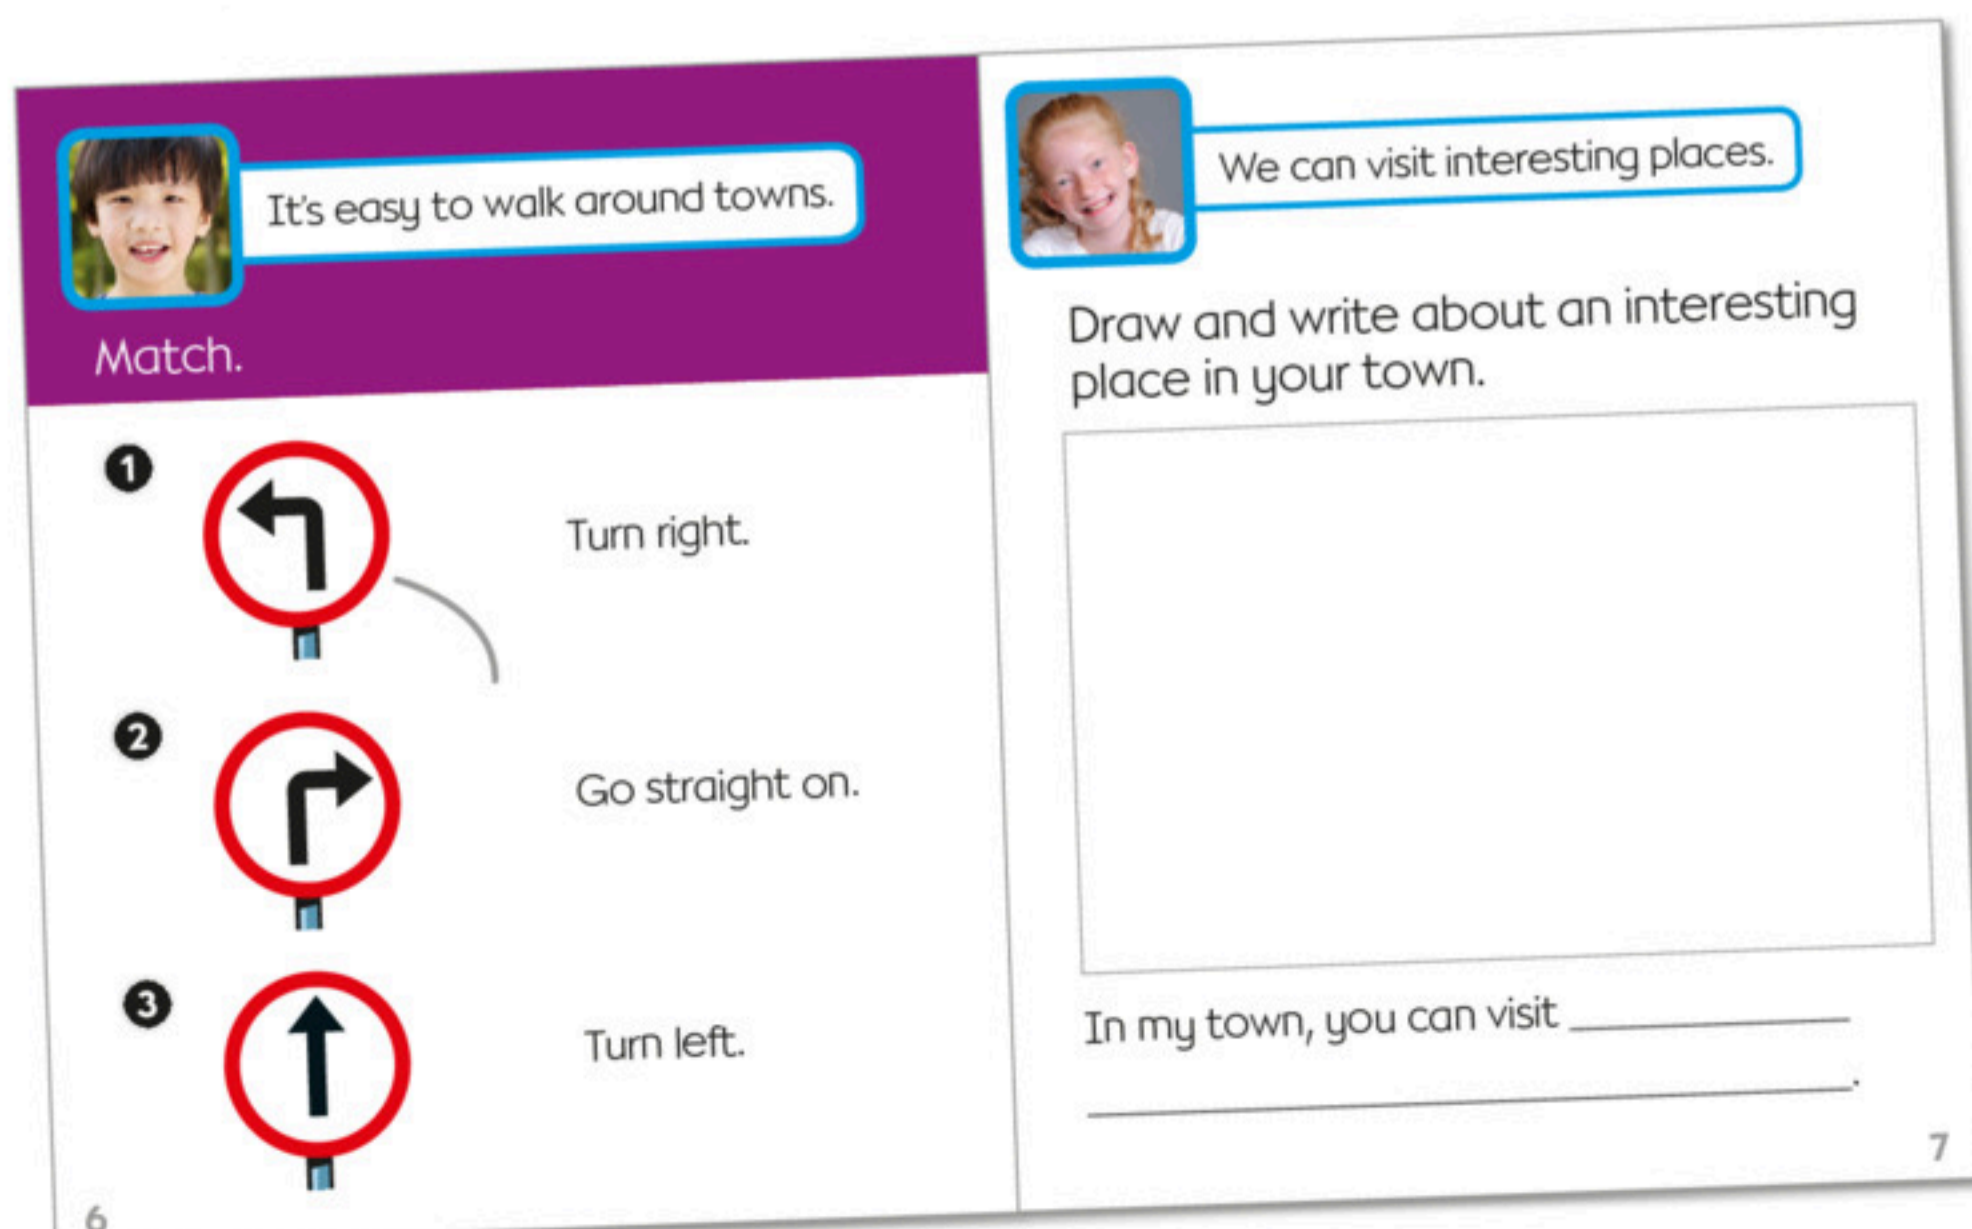 It's easy to walk around towns.
Match.
1
Turn right.
2
Go straight on.
3
Turn left.
6
We can visit interesting places.
Draw and write about an interesting
place in your town.
In my town, you can visit ____________
____________.
7